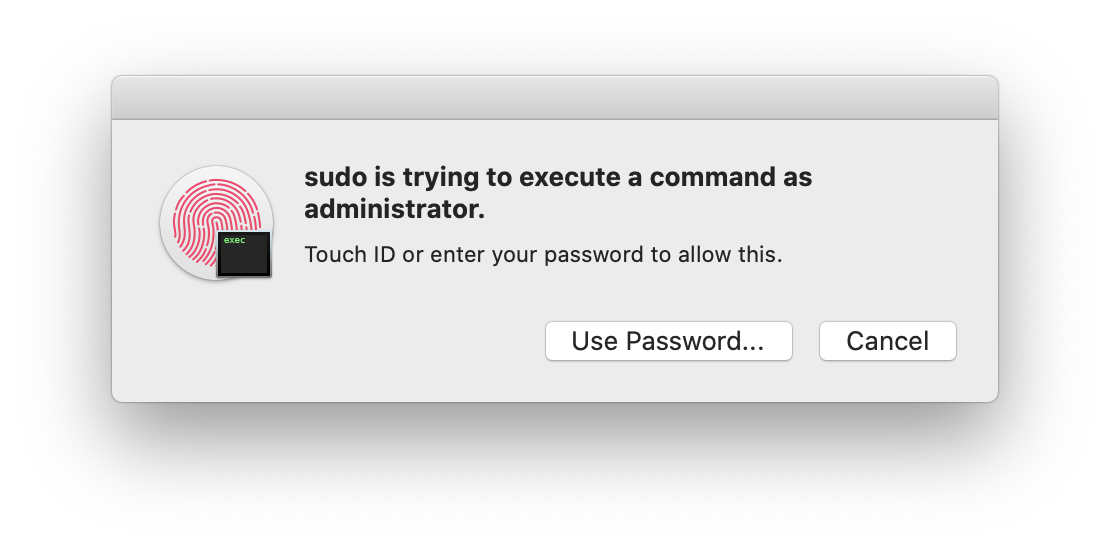 sudo is trying to execute a command as
administrator.
exec
Touch ID or enter your password to allow this.
Use Password...
Cancel